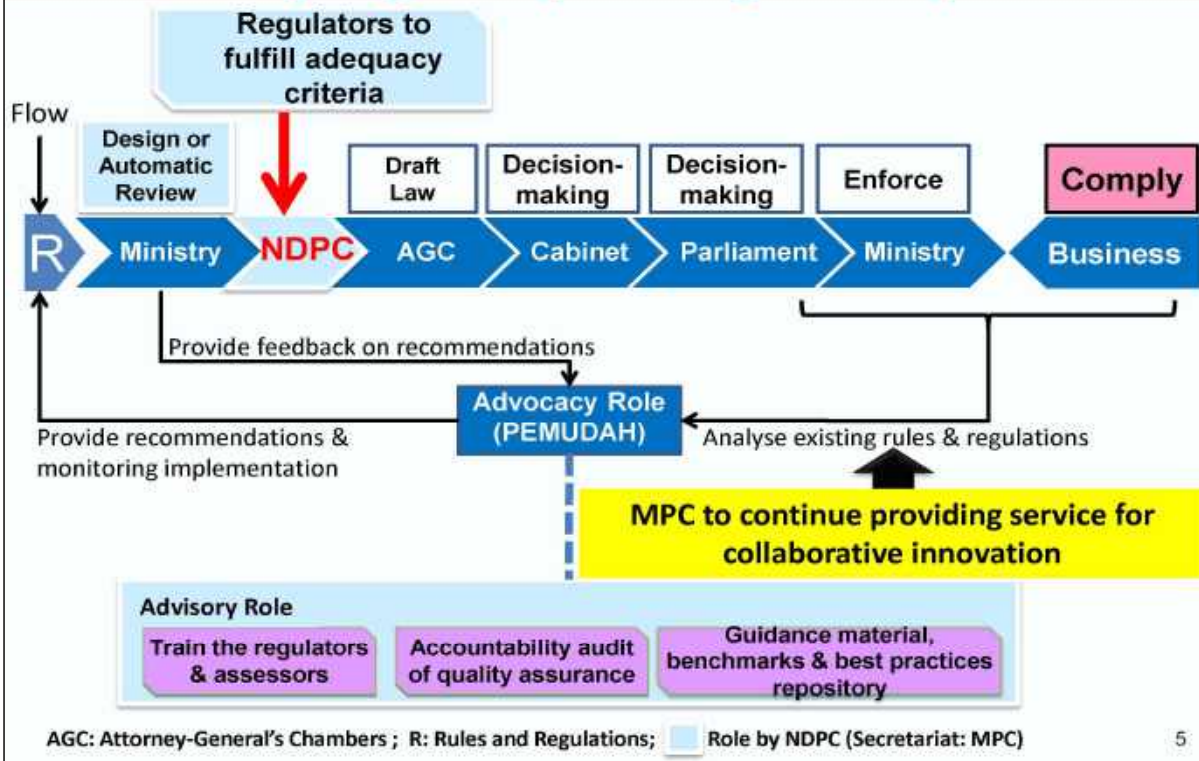 Regulators to
fulfill adequacy
criteria
Flow
Design or
Automatic
Review
Draft
Law
Decision-
making
Decision-
making
Enforce
Comply
R
Ministry
NDPC
AGC
Cabinet
Parliament
Ministry
Business
Provide feedback on recommendations
Advocacy Role
(PEMUDAH)
Provide recommendations &
monitoring implementation
Analyse existing rules & regulations
MPC to continue providing service for
collaborative innovation
Advisory Role
Train the regulators
& assessors
Accountability audit
of quality assurance
Guidance material,
benchmarks & best practices
repository
AGC: Attorney-General's Chambers ; R: Rules and Regulations; Role by NDPC (Secretariat: MPC)
5